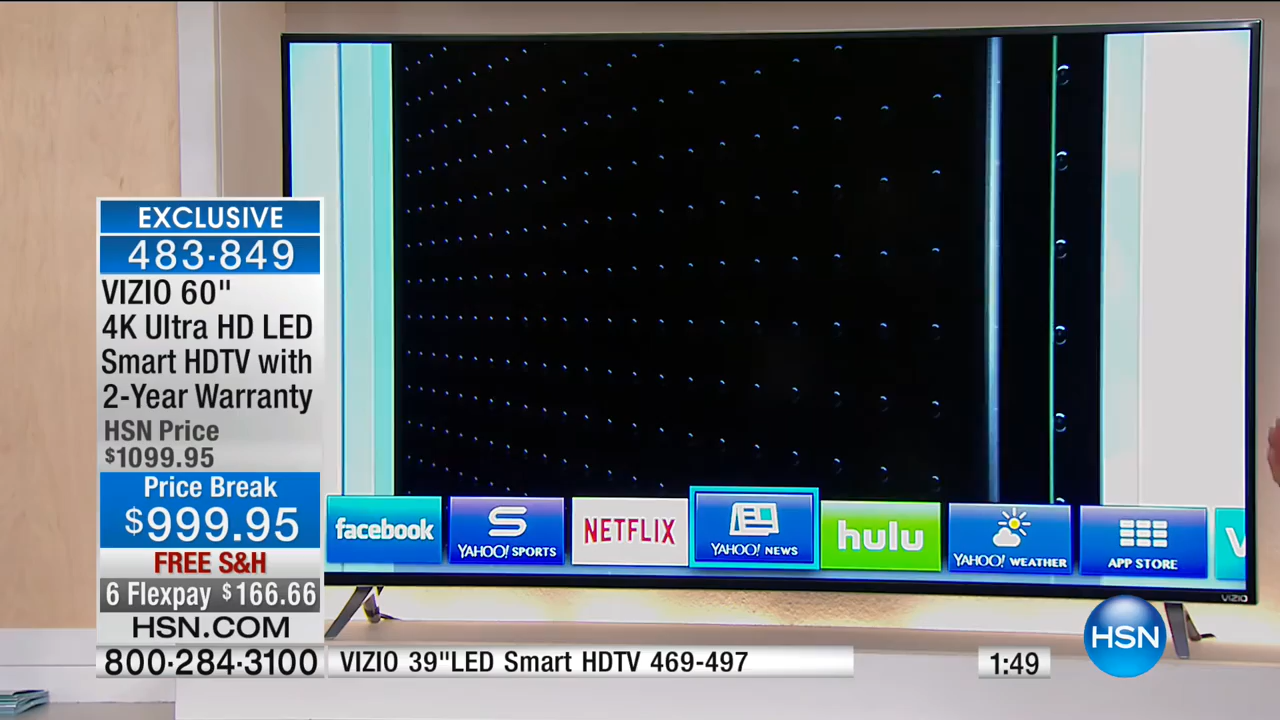 EXCLUSIVE
483-849
VIZIO 60"
4K Ultra HD LED
Smart HDTV with
2-Year Warranty
HSN Price
$1099.95
Price Break
$999.95
FREE S&H
6 Flexpay $166.66
HSN.COM
800-284-3100
facebook
S
YAHOO! SPORTS
NETFLIX
YAHOO! NEWS
hulu
YAHOO! WEATHER
APP STORE
V
VIZIO
HSN
VIZIO 39"LED Smart HDTV 469-497
1:49